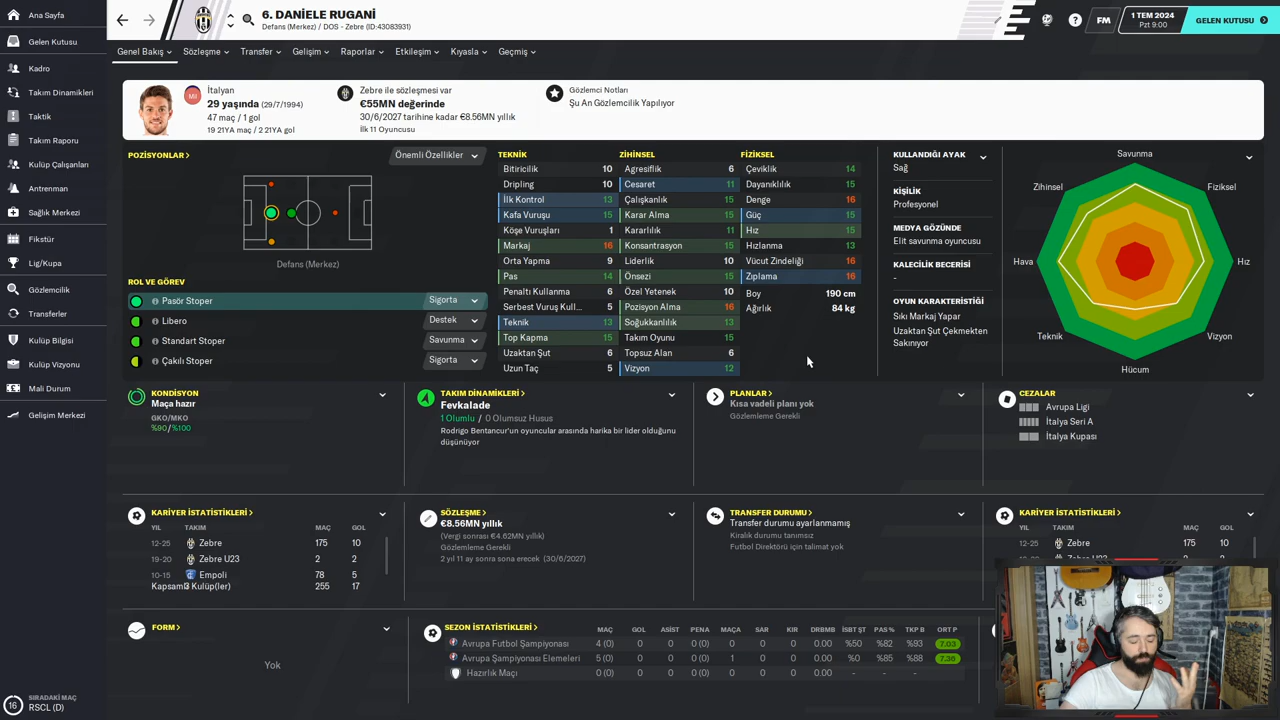 Ana Sayfa
Gelen Kutusu
Kadro
Takım Dinamikleri
Taktik
Takım Raporu
Kulüp Çalışanları
Antrenman
Sağlık Merkezi
Fikstür
Lig/Kupa
Gözlemcilik
Transferler
Kulüp Bilgisi
Kulüp Vizyonu
Mali Durum
Gelişim Merkezi
16
SIRADAKİ MAÇ
RSCL (D)
6. DANİELE RUGANİ
Defans (Merkez) / DOS - Zebre (ID:43083931)
FM
1 TEM 2024
Pzt 9:00
GELEN KUTUSU
Genel Bakış
Sözleşme
Transfer
Gelişim
Raporlar
Etkileşim
Kıyasla
Geçmiş
Mİ
İtalyan
29 yaşında (29/7/1994)
47 maç / 1 gol
19 21YA maç / 2 21YA gol
Zebre ile sözleşmesi var
€55MN değerinde
30/6/2027 tarihine kadar €8.56MN yıllık
İlk 11 Oyuncusu
Gözlemci Notları
Şu An Gözlemcilik Yapılıyor
POZİSYONLAR
Önemli Özellikler
Defans (Merkez)
ROL VE GÖREV
Pasör Stoper Sigorta
Libero Destek
Standart Stoper Savunma
Çakılı Stoper Sigorta
TEKNİK
Bitiricilik 10
Dripling 10
İlk Kontrol 13
Kafa Vuruşu 15
Köşe Vuruşları 1
Markaj 16
Orta Yapma 9
Pas 14
Penaltı Kullanma 6
Serbest Vuruş Kull... 5
Teknik 13
Top Kapma 15
Uzaktan Şut 6
Uzun Taç 5
ZİHİNSEL
Agresiflik 6
Cesaret 11
Çalışkanlık 15
Karar Alma 15
Kararlılık 11
Konsantrasyon 15
Liderlik 10
Önsezi 15
Özel Yetenek 10
Pozisyon Alma 16
Soğukkanlılık 13
Takım Oyunu 15
Topsuz Alan 6
Vizyon 12
FİZİKSEL
Çeviklik 14
Dayanıklılık 15
Denge 16
Güç 15
Hız 15
Hızlanma 13
Vücut Zindeliği 16
Zıplama 16
Boy 190 cm
Ağırlık 84 kg
KULLANDIĞI AYAK
Sağ
KİŞİLİK
Profesyonel
MEDYA GÖZÜNDE
Elit savunma oyuncusu
KALECİLİK BECERİSİ
-
OYUN KARAKTERİSTİĞİ
Sıkı Markaj Yapar
Uzaktan Şut Çekmekten
Sakınıyor
Savunma
Zihinsel
Fiziksel
Hava
Hız
Teknik
Vizyon
Hücum
KONDİSYON
Maça hazır
GKO/MKO
%90/%100
TAKIM DİNAMİKLERİ
Fevkalade
1 Olumlu / 0 Olumsuz Husus
Rodrigo Bentancur'un oyuncular arasında harika bir lider olduğunu
düşünüyor
PLANLAR
Kısa vadeli planı yok
Gözlemleme Gerekli
CEZALAR
Avrupa Ligi
İtalya Seri A
İtalya Kupası
KARİYER İSTATİSTİKLERİ
YIL TAKIM MAÇ GOL
12-25 Zebre 175 10
19-20 Zebre U23 2 2
10-15 Empoli 78 5
Kulüp(ler) 255 17
SÖZLEŞME
€8.56MN yıllık
(Vergi sonrası €4.62MN yıllık)
Gözlemleme Gerekli
2 yıl 11 ay sonra sona erecek (30/6/2027)
TRANSFER DURUMU
Transfer durumu ayarlanmamış
Kiralık durumu tanımsız
Futbol Direktörü için talimat yok
KARİYER İSTATİSTİKLERİ
YIL TAKIM MAÇ GOL
12-25 Zebre 175 10
FORM
Yok
SEZON İSTATİSTİKLERİ
MAÇ GOL ASİST PENA MAÇA SAR KIR DRBMB İSBT ŞT PAS % TKP B ORT P
Avrupa Futbol Şampiyonası 4 (0) 0 0 0 (0) 0 0 0 0.00 %50 %82 %93 7.03
Avrupa Şampiyonası Elemeleri 5 (0) 0 0 0 (0) 1 0 0 0.00 %0 %85 %88 7.36
Hazırlık Maçı 0 (0) 0 0 0 (0) 0 0 0 0.00 - - - -